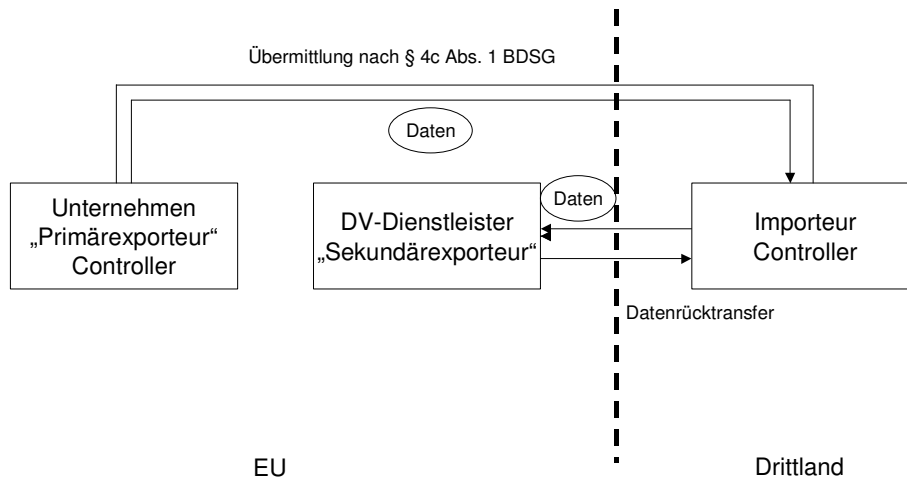 Übermittlung nach § 4c Abs. 1 BDSG
Daten
Unternehmen
„Primärexporteur“
Controller
DV-Dienstleister
„Sekundärexporteur“
Daten
Importeur
Controller
Datenrücktransfer
EU
Drittland